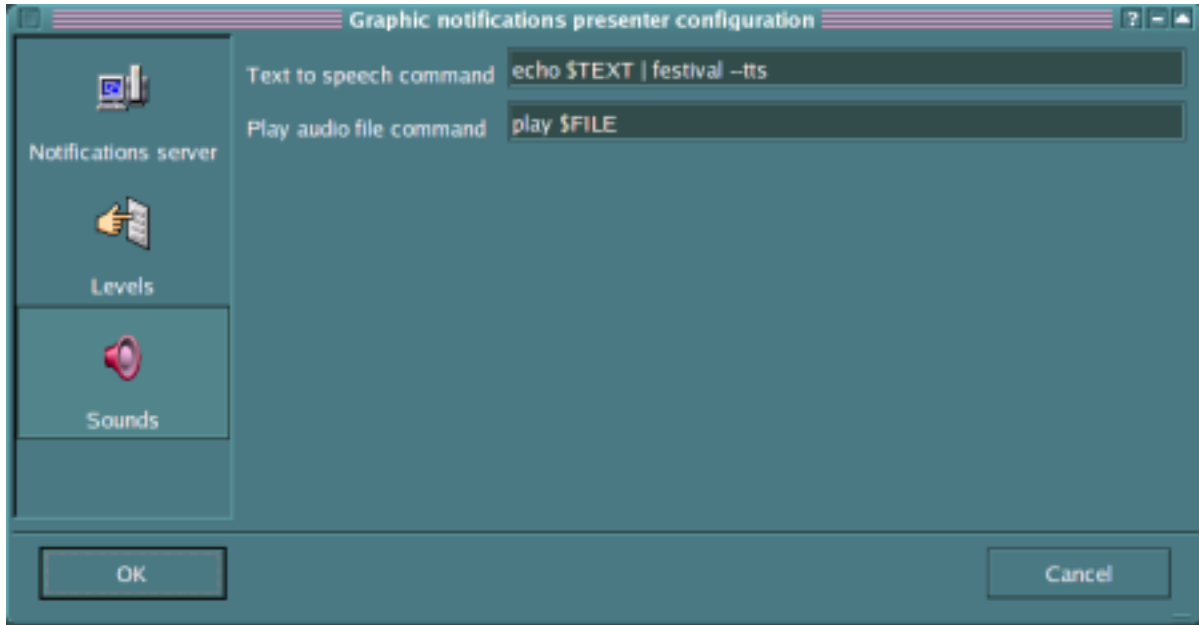 Graphic notifications presenter configuration ?
Notifications server
Levels
Sounds
Text to speech command echo $TEXT | festival --tts
Play audio file command play $FILE
OK Cancel